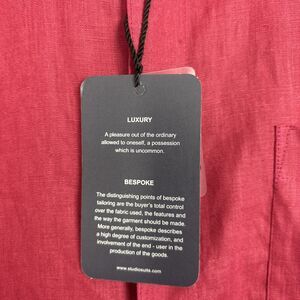 LUXURY
A pleasure out of the ordinary
allowed to oneself, a possession
which is uncommon.
BESPOKE
The distinguishing points of bespoke
tailoring are the buyer's total control
over the fabric used, the features and
the way the garment should be made.
More generally, bespoke describes
a high degree of customization, and
involvement of the end - user in the
production of the goods.
www.studiosuits.com